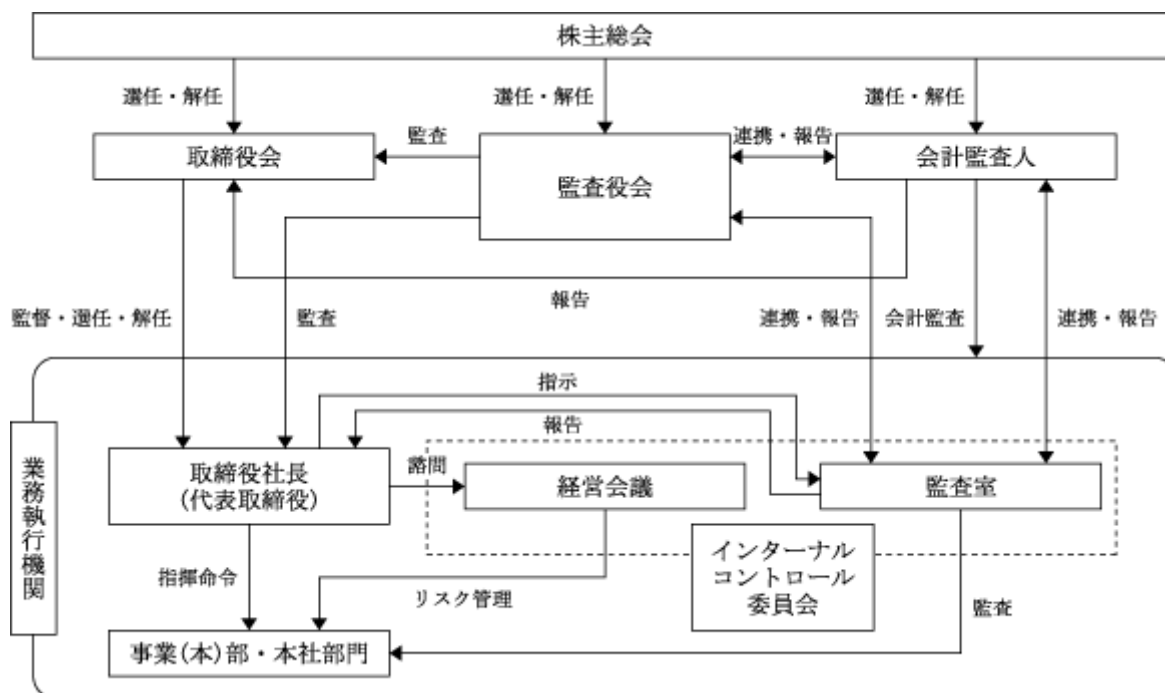 株主総会
選任・解任
選任・解任
選任・解任
取締役会
監査
監査役会
連携・報告
会計監査人
報告
監督・選任・解任
監査
連携・報告
会計監査
連携・報告
業務執行機関
指示
報告
取締役社長
(代表取締役)
諮問
経営会議
監査室
インターナル
コントロール
委員会
指揮命令
リスク管理
監査
事業(本)部・本社部門